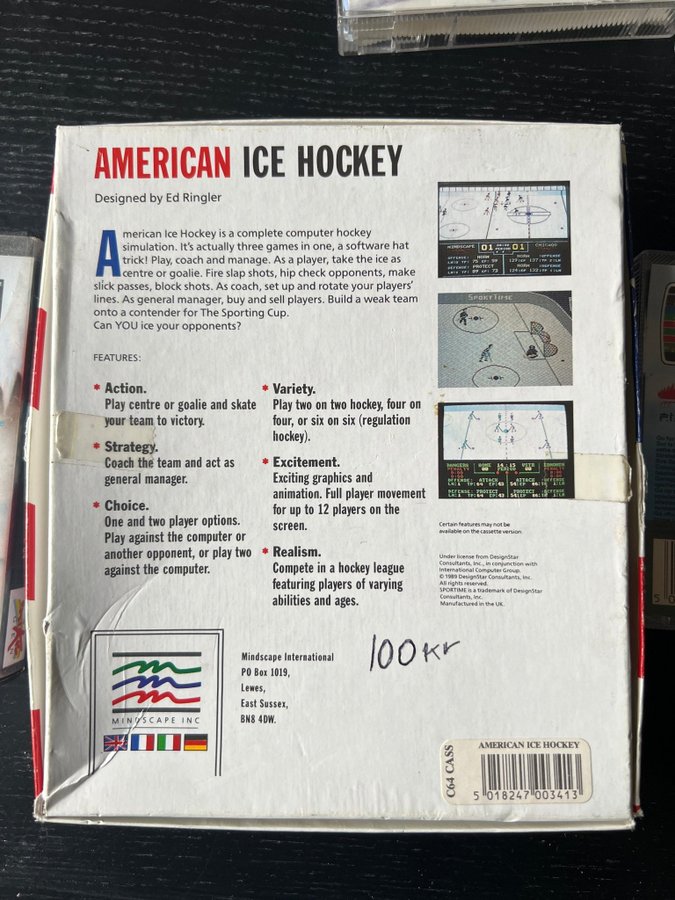 AMERICAN ICE HOCKEY
Designed by Ed Ringler
American Ice Hockey is a complete computer hockey
simulation. It's actually three games in one, a software hat
trick! Play, coach and manage. As a player, take the ice as
centre or goalie. Fire slap shots, hip check opponents, make
slick passes, block shots. As coach, set up and rotate your players'
lines. As general manager, buy and sell players. Build a weak team
onto a contender for The Sporting Cup.
Can YOU ice your opponents?
FEATURES:
* Action.
Play centre or goalie and skate
your team to victory.
* Strategy.
Coach the team and act as
general manager.
* Choice.
One and two player options.
Play against the computer or
another opponent, or play two
against the computer.
* Variety.
Play two on two hockey, four on
four, or six on six (regulation
hockey).
* Excitement.
Exciting graphics and
animation. Full player movement
for up to 12 players on the
screen.
* Realism.
Compete in a hockey league
featuring players of varying
abilities and ages.
MINDSCAPE 01 01 CHICAGO
SPORTTIME
Certain features may not be
available on the cassette version
Under license from DesignStar
Consultants, Inc., in conjunction with
International Computer Group.
© 1989 DesignStar Consultants, Inc.
All rights reserved.
SPORTIME is a trademark of DesignStar
Consultants, Inc.
Manufactured in the UK.
MINDSCAPE INC
Mindscape International
PO Box 1019,
Lewes,
East Sussex,
BN8 4DW.
100 Kr
C64 CASS
AMERICAN ICE HOCKEY
5 018247 003413